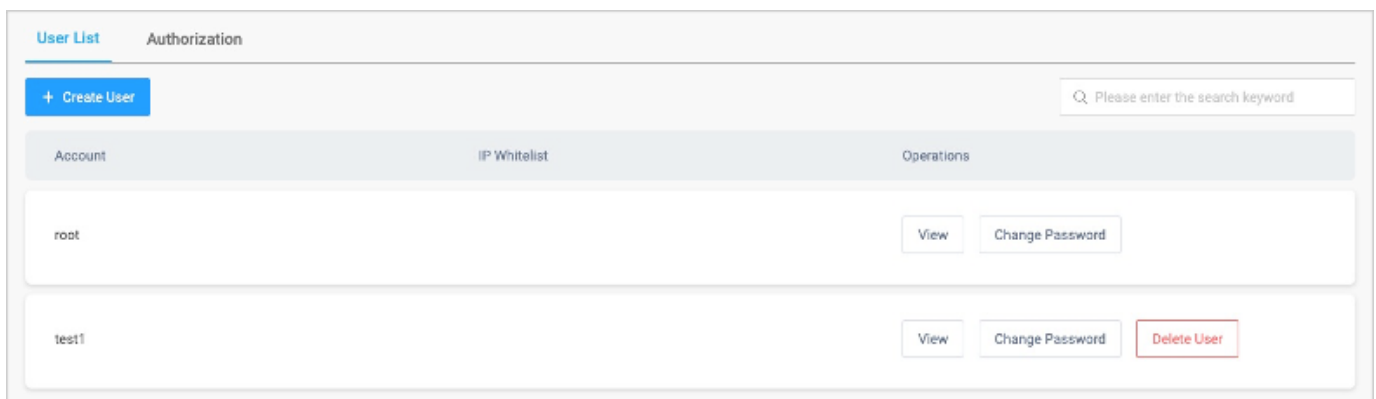 User List Authorization
+ Create User Please enter the search keyword
Account IP Whitelist Operations
root View Change Password
test1 View Change Password Delete User